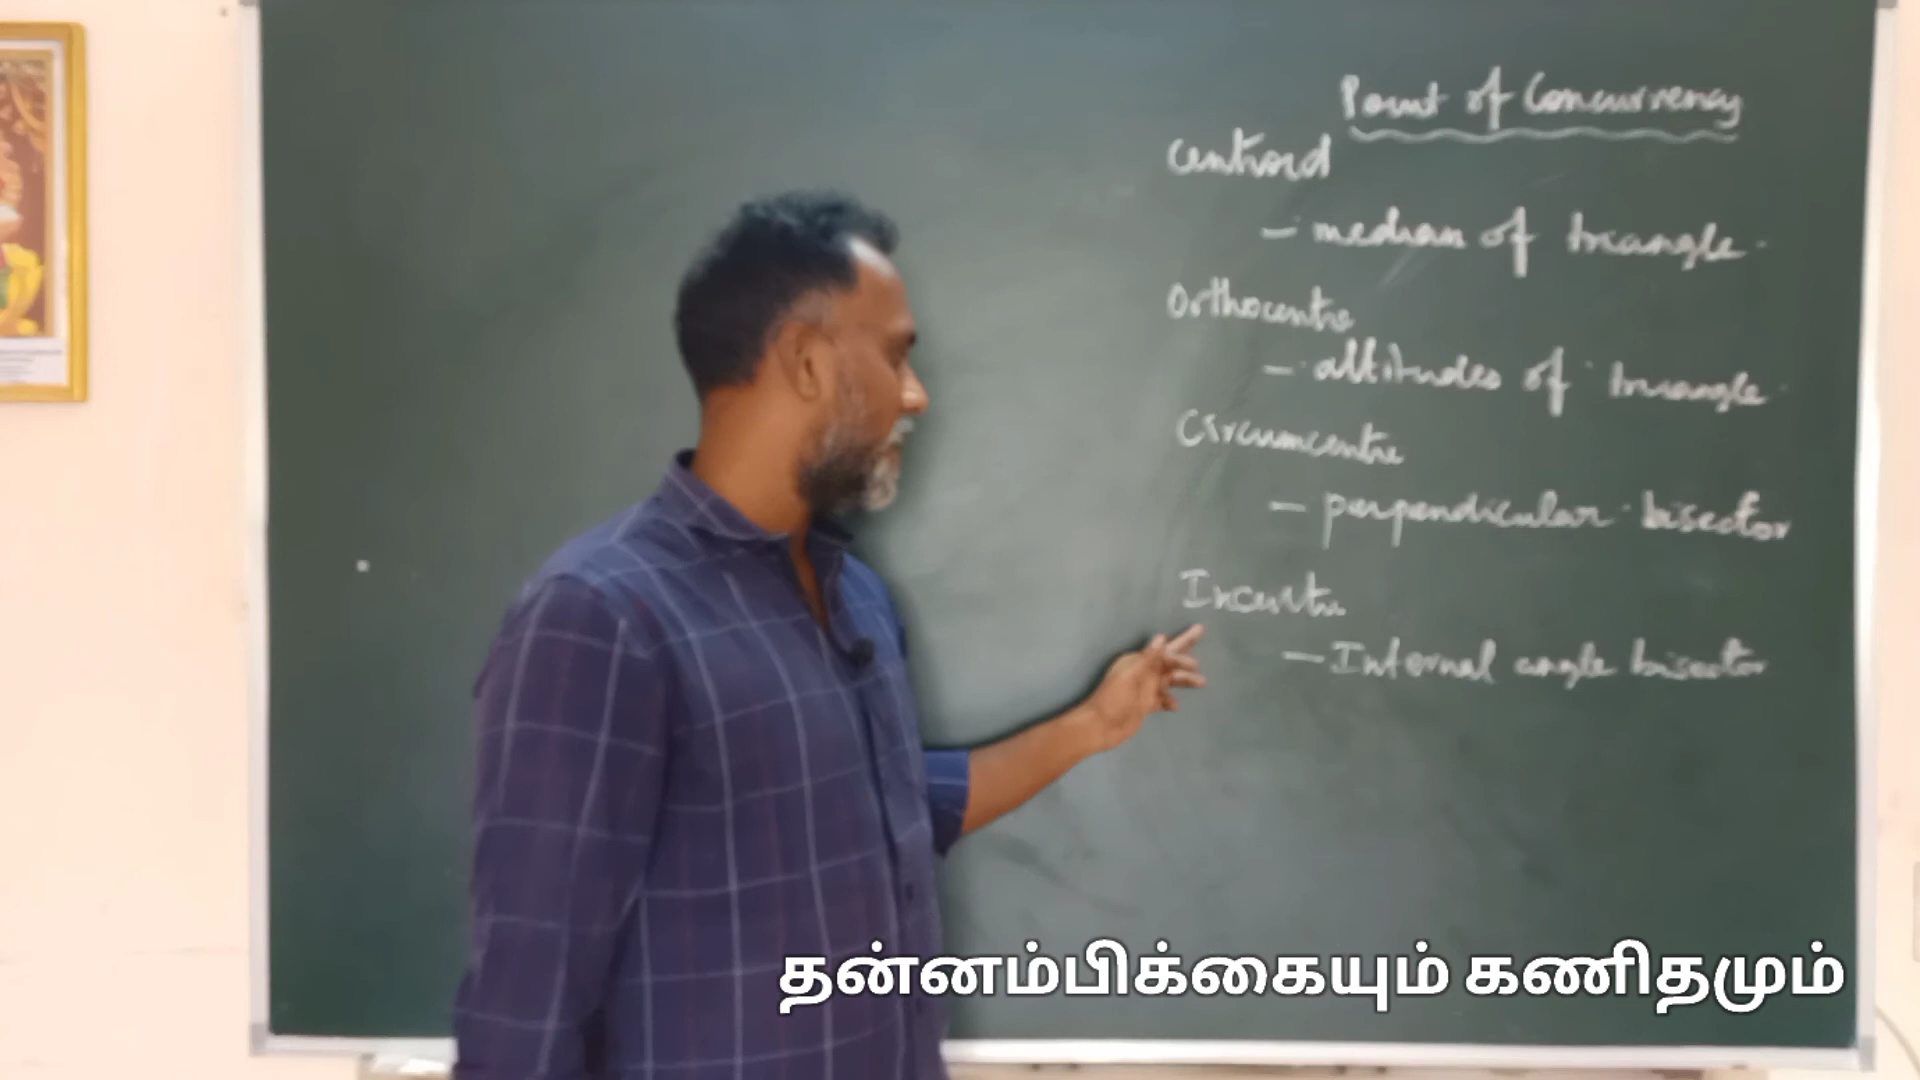 Point of Concurrency
Centroid
- median of triangle.
Orthocentre
- altitudes of triangle
Circumcentre
- perpendicular bisector
Incentre
- Internal angle bisector
தன்னம்பிக்கையும் கணிதமும்